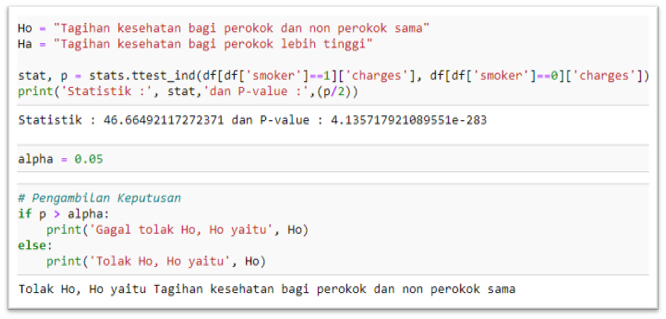 Ho = "Tagihan kesehatan bagi perokok dan non perokok sama"
Ha = "Tagihan kesehatan bagi perokok lebih tinggi"
stat, p = stats.ttest_ind(df[df['smoker']==1]['charges'], df[df['smoker']==0]['charges'])
print('Statistik :', stat,'dan P-value :',(p/2))
Statistik : 46.66492117272371 dan P-value : 4.135717921089551e-283
alpha = 0.05
# Pengambilan Keputusan
if p > alpha:
    print('Gagal tolak Ho, Ho yaitu', Ho)
else:
    print('Tolak Ho, Ho yaitu', Ho)
Tolak Ho, Ho yaitu Tagihan kesehatan bagi perokok dan non perokok sama